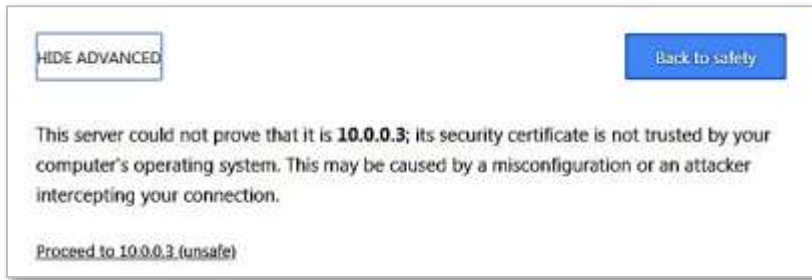 HIDE ADVANCED
Back to safety
This server could not prove that it is 10.0.0.3; its security certificate is not trusted by your
computer's operating system. This may be caused by a misconfiguration or an attacker
intercepting your connection.
Proceed to 10.0.0.3 (unsafe)